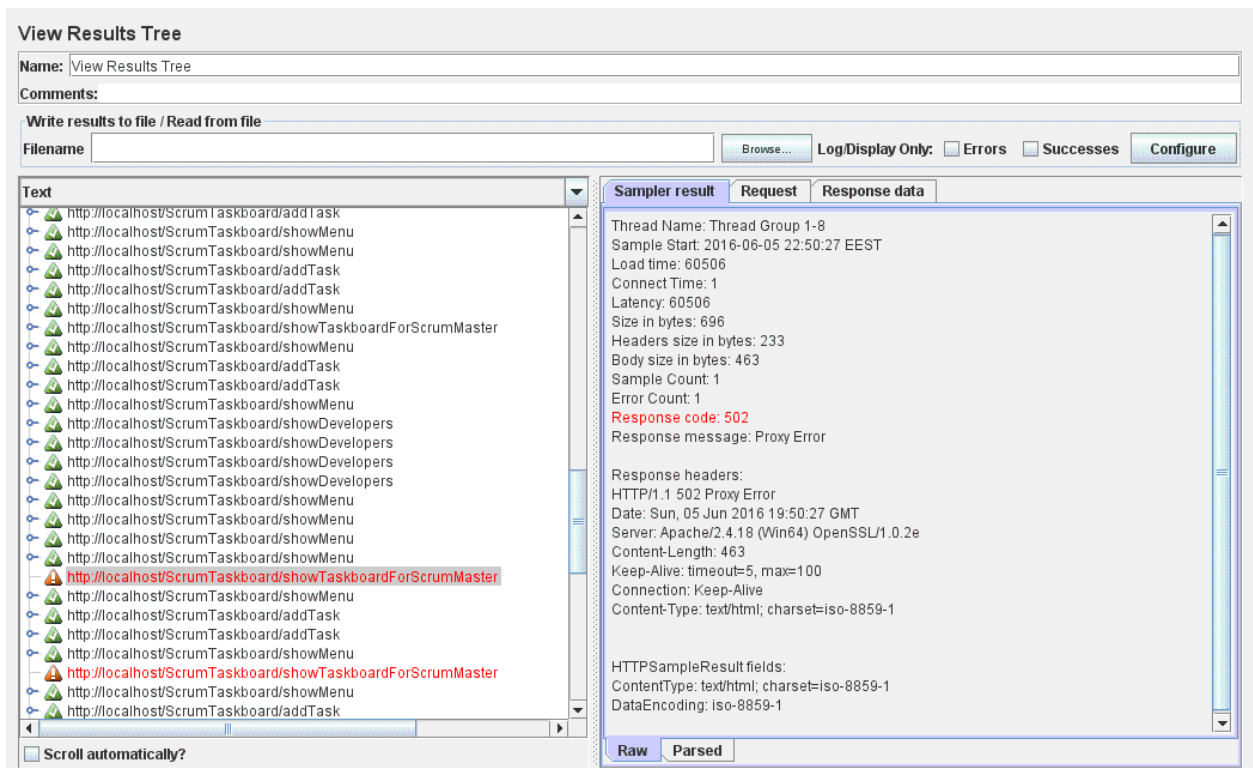 View Results Tree
Name: View Results Tree
Comments:
Write results to file / Read from file
Filename Browse... Log/Display Only: Errors Successes Configure
Text
http://localhost/ScrumTaskboard/addTask
http://localhost/ScrumTaskboard/showMenu
http://localhost/ScrumTaskboard/showMenu
http://localhost/ScrumTaskboard/addTask
http://localhost/ScrumTaskboard/addTask
http://localhost/ScrumTaskboard/showMenu
http://localhost/ScrumTaskboard/showTaskboardForScrumMaster
http://localhost/ScrumTaskboard/showMenu
http://localhost/ScrumTaskboard/addTask
http://localhost/ScrumTaskboard/addTask
http://localhost/ScrumTaskboard/showMenu
http://localhost/ScrumTaskboard/showDevelopers
http://localhost/ScrumTaskboard/showDevelopers
http://localhost/ScrumTaskboard/showDevelopers
http://localhost/ScrumTaskboard/showDevelopers
http://localhost/ScrumTaskboard/showMenu
http://localhost/ScrumTaskboard/showMenu
http://localhost/ScrumTaskboard/showMenu
http://localhost/ScrumTaskboard/showMenu
http://localhost/ScrumTaskboard/showTaskboardForScrumMaster
http://localhost/ScrumTaskboard/showMenu
http://localhost/ScrumTaskboard/addTask
http://localhost/ScrumTaskboard/addTask
http://localhost/ScrumTaskboard/showMenu
http://localhost/ScrumTaskboard/showTaskboardForScrumMaster
http://localhost/ScrumTaskboard/showMenu
http://localhost/ScrumTaskboard/addTask
Scroll automatically?
Sampler result Request Response data
Thread Name: Thread Group 1-8
Sample Start: 2016-06-05 22:50:27 EEST
Load time: 60506
Connect Time: 1
Latency: 60506
Size in bytes: 696
Headers size in bytes: 233
Body size in bytes: 463
Sample Count: 1
Error Count: 1
Response code: 502
Response message: Proxy Error
Response headers:
HTTP/1.1 502 Proxy Error
Date: Sun, 05 Jun 2016 19:50:27 GMT
Server: Apache/2.4.18 (Win64) OpenSSL/1.0.2e
Content-Length: 463
Keep-Alive: timeout=5, max=100
Connection: Keep-Alive
Content-Type: text/html; charset=iso-8859-1
HTTPSampleResult fields:
ContentType: text/html; charset=iso-8859-1
DataEncoding: iso-8859-1
Raw Parsed